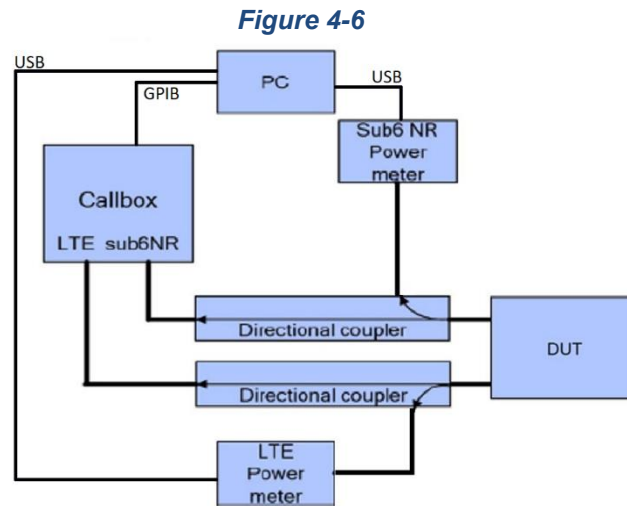 Figure 4-6
USB
PC
USB
GPIB
Sub6 NR
Power
meter
Callbox
LTE sub6NR
Directional coupler
DUT
Directional coupler
LTE
Power
meter